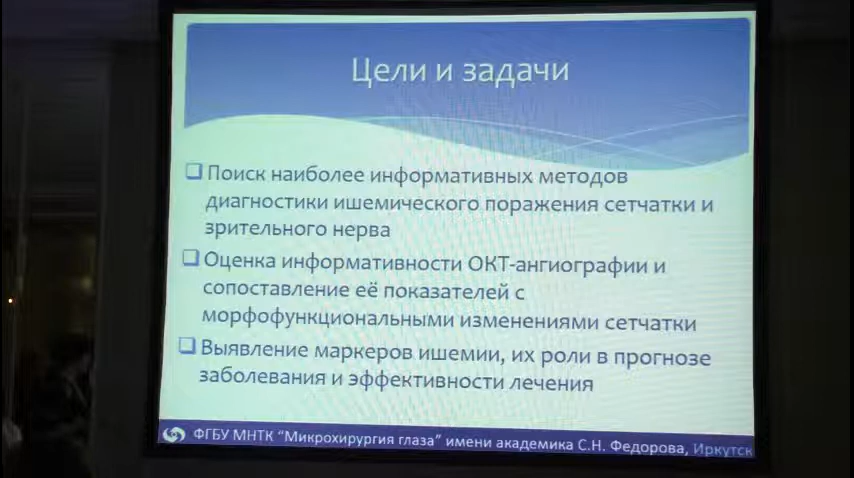 Цели и задачи
Поиск наиболее информативных методов
диагностики ишемического поражения сетчатки и
зрительного нерва
Оценка информативности ОКТ-ангиографии и
сопоставление её показателей с
морфофункциональными изменениями сетчатки
Выявление маркеров ишемии, их роли в прогнозе
заболевания и эффективности лечения
ФГБУ МНТК "Микрохирургия глаза" имени академика С.Н. Федорова, Иркутск